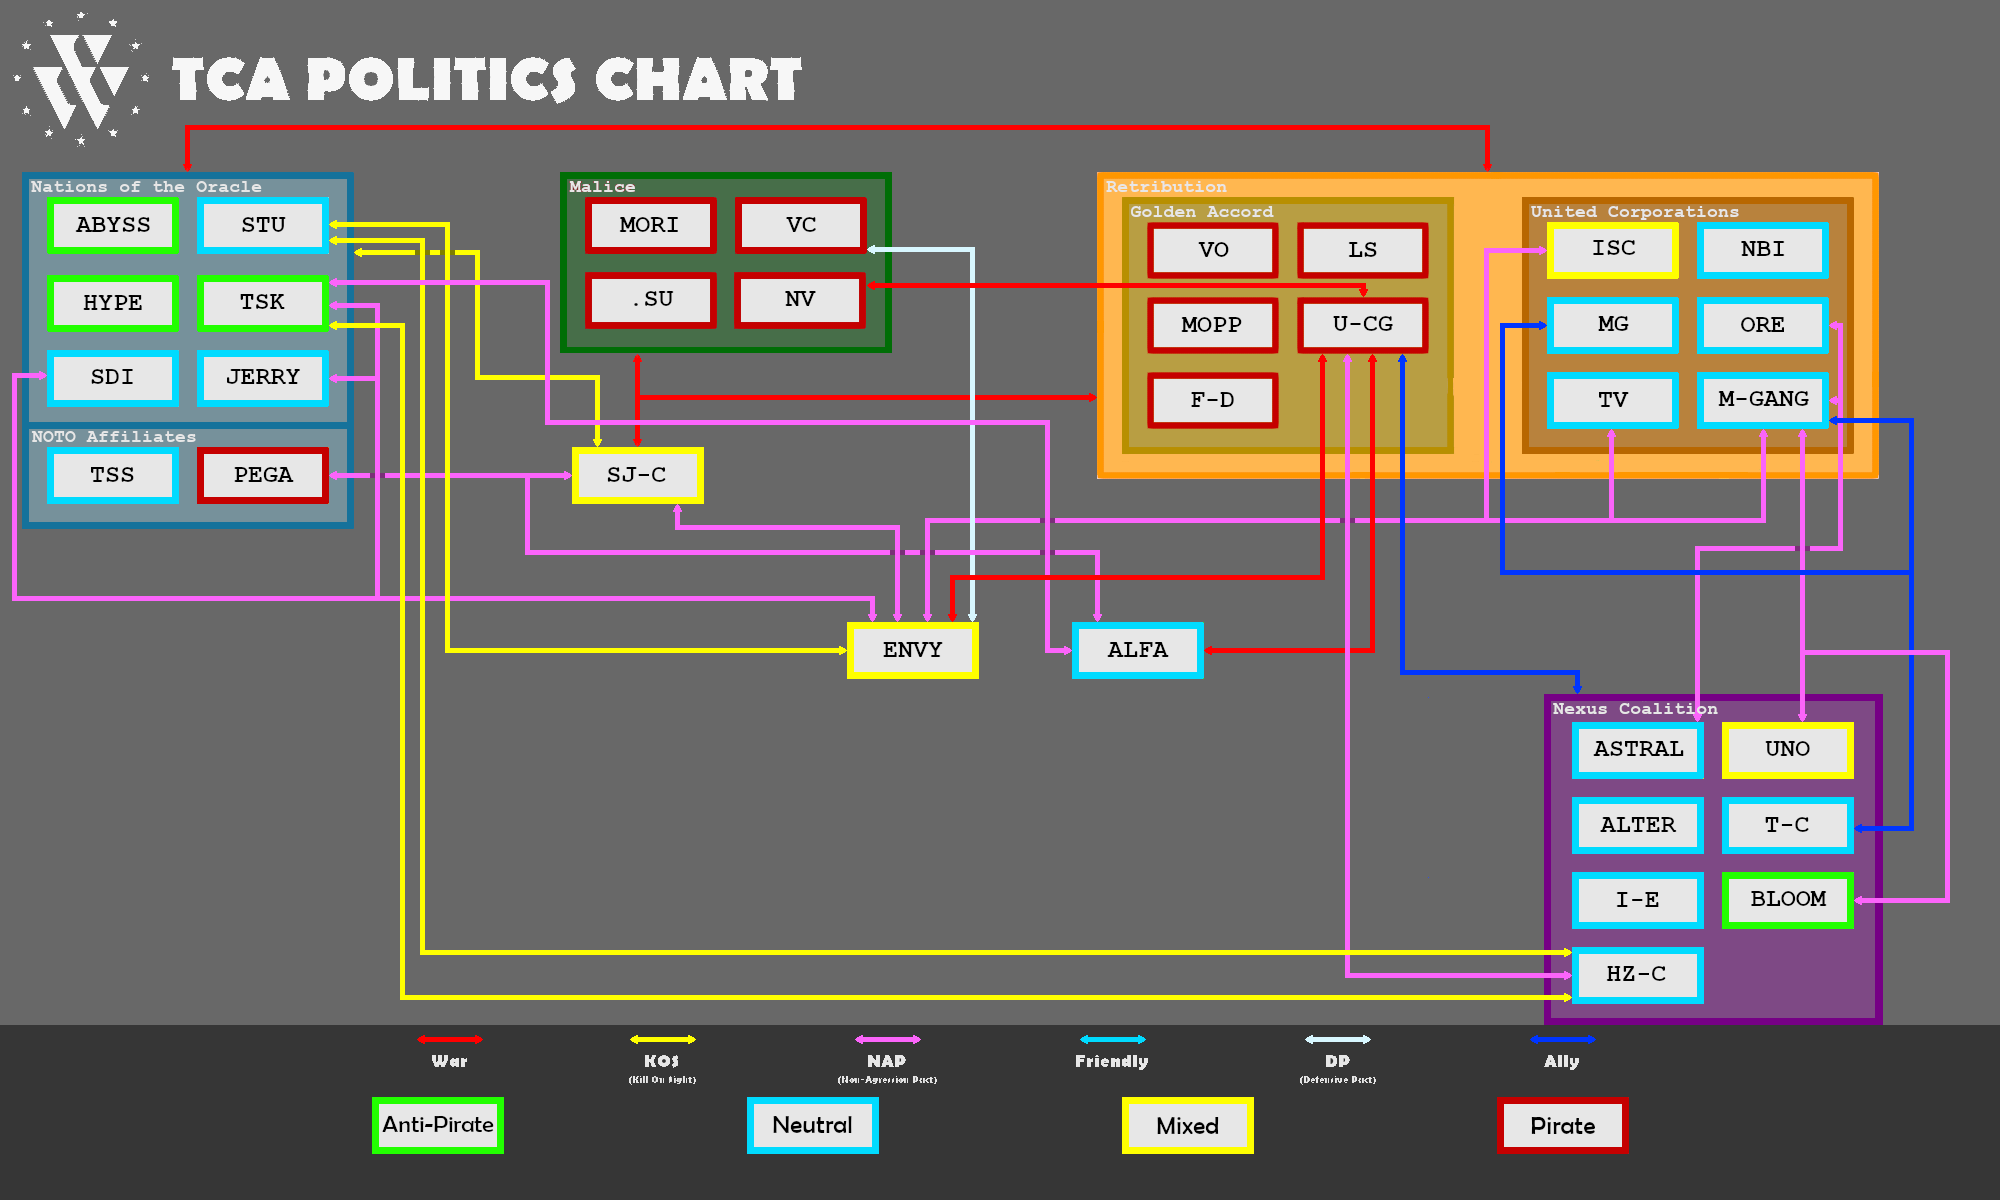 TCA POLITICS CHART
Nations of the Oracle
ABYSS STU
HYPE TSK
SDI JERRY
NOTO Affiliates
TSS PEGA
Malice
MORI VC
.SU NV
SJ-C
Retribution
Golden Accord
VO LS
MOPP U-CG
F-D
United Corporations
ISC NBI
MG ORE
TV M-GANG
ENVY ALFA
Nexus Coalition
ASTRAL UNO
ALTER T-C
I-E BLOOM
HZ-C
War KOS NAP Friendly DP Ally
(Kill On Sight) (Non-Agression Pact) (Defensive Pact)
Anti-Pirate Neutral Mixed Pirate